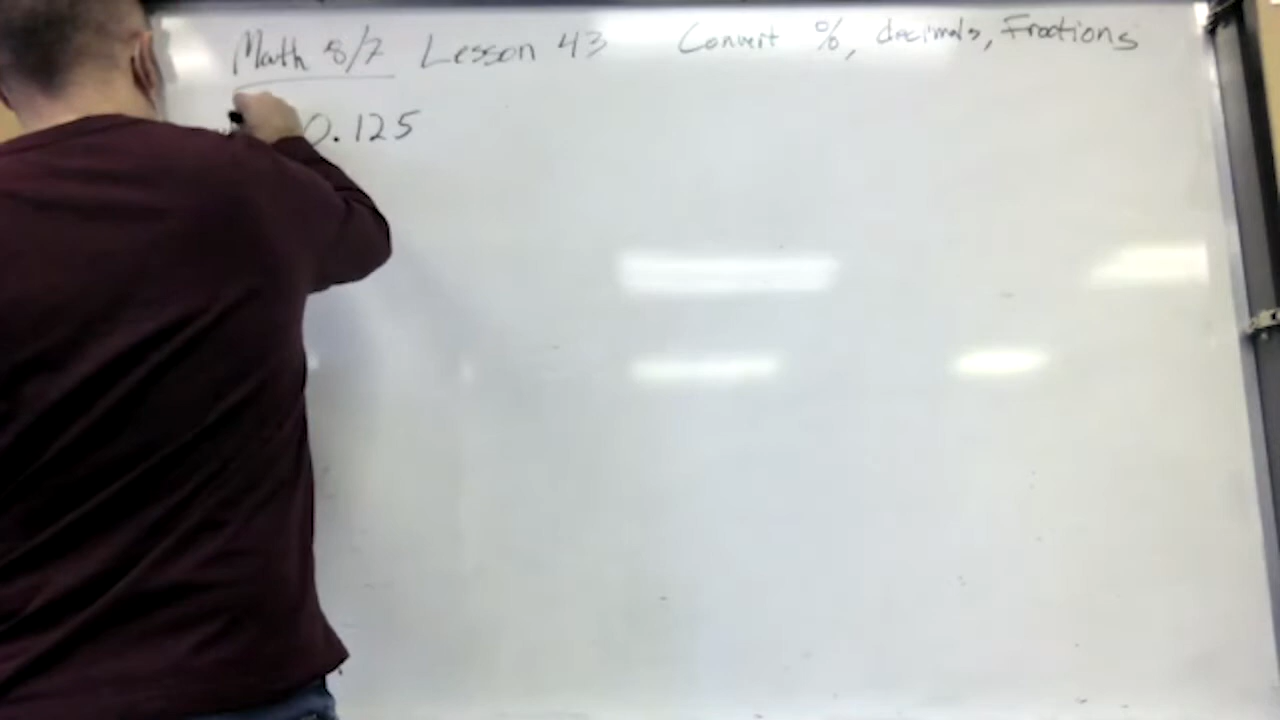 Math 8/7 Lesson 43 Convert %, decimals, Fractions
0.125